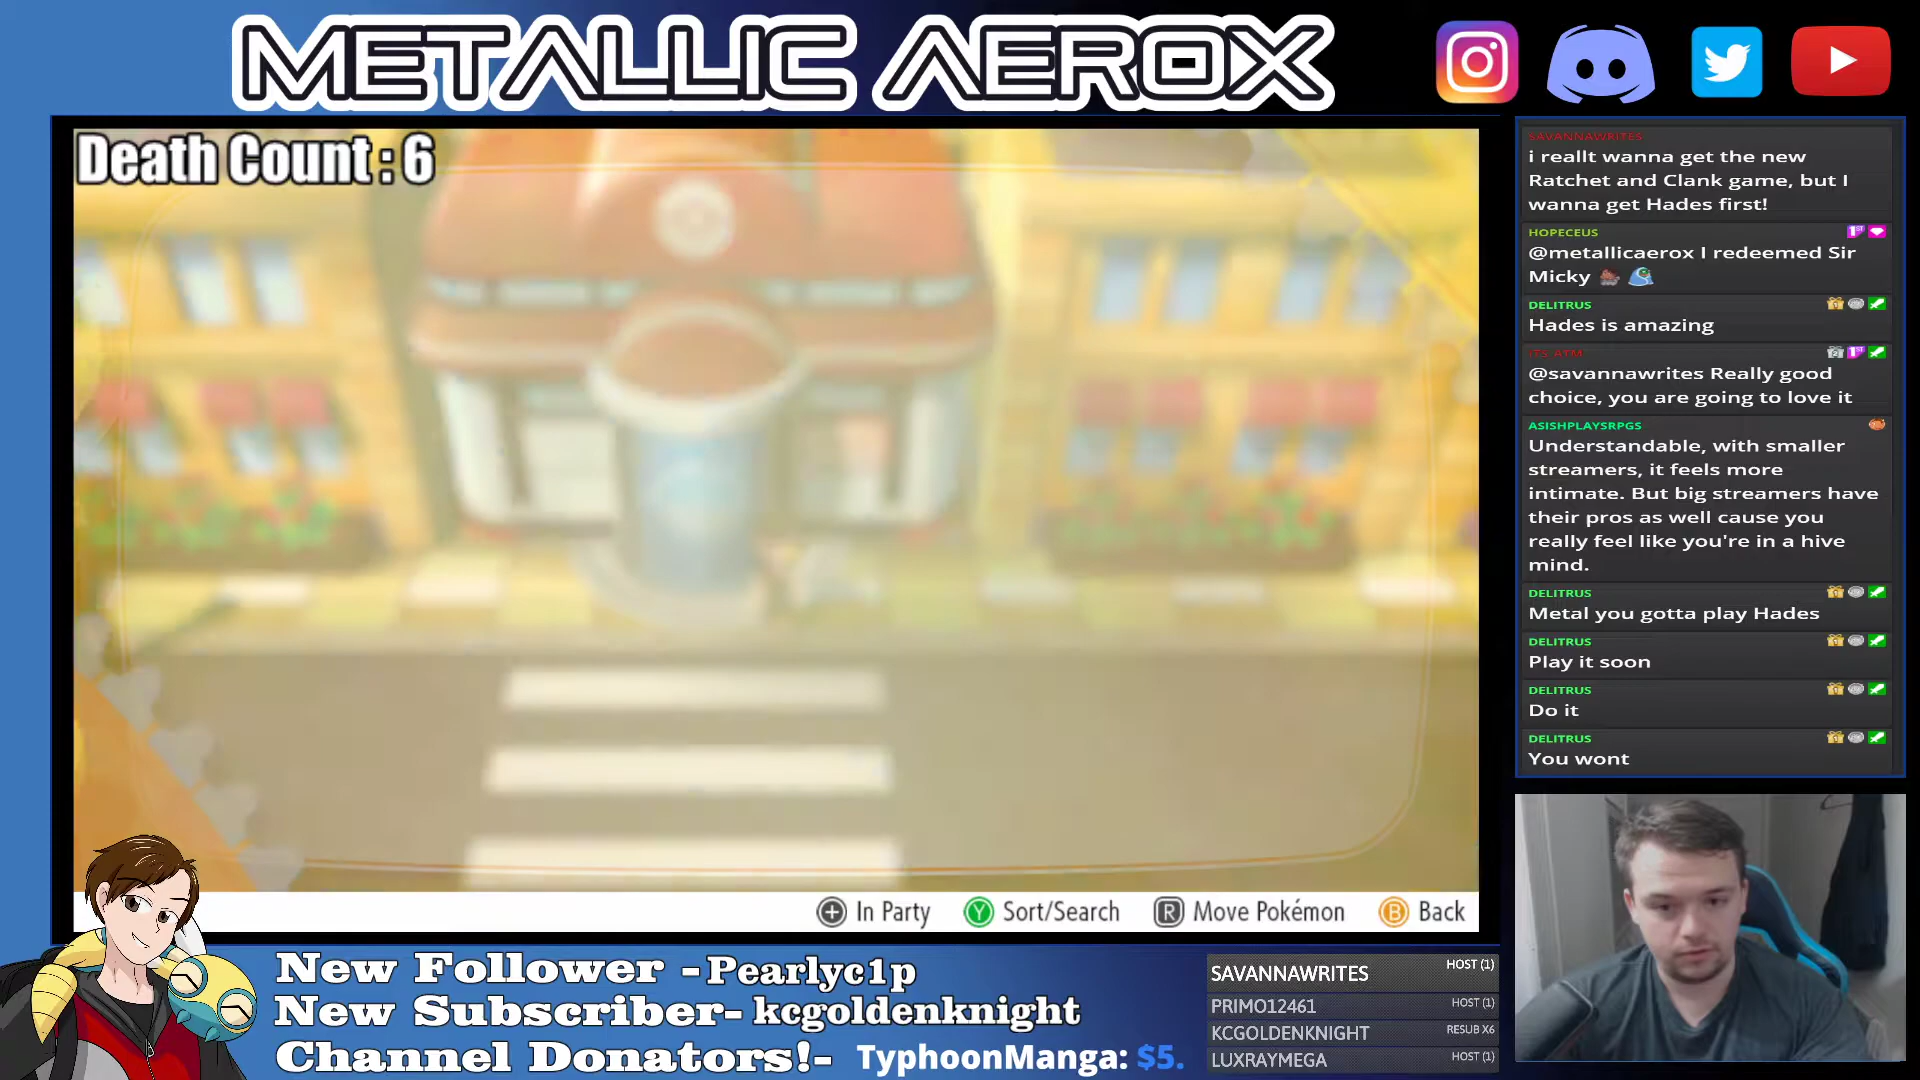 METALLIC AEROX
Death Count : 6
SAVANNAWRITES
i reallt wanna get the new
Ratchet and Clank game, but I
wanna get Hades first!
HOPECEUS
@metallicaerox I redeemed Sir
Micky
DELITRUS
Hades is amazing
ITS ATM
@savannawrites Really good
choice, you are going to love it
ASISHPLAYSRPGS
Understandable, with smaller
streamers, it feels more
intimate. But big streamers have
their pros as well cause you
really feel like you're in a hive
mind.
DELITRUS
Metal you gotta play Hades
DELITRUS
Play it soon
DELITRUS
Do it
DELITRUS
You wont
+ In Party Y Sort/Search R Move Pokémon B Back
New Follower -Pearlyc1p
New Subscriber- kcgoldenknight
Channel Donators!- TyphoonManga: $5.
SAVANNAWRITES HOST (1)
PRIMO12461 HOST (1)
KCGOLDENKNIGHT RESUB X6
LUXRAYMEGA HOST (1)